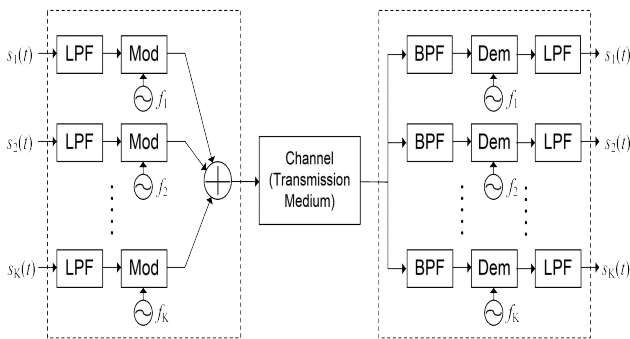 s1(t) LPF Mod BPF Dem LPF s1(t)
f1 f1
s2(t) LPF Mod BPF Dem LPF s2(t)
f2 f2
Channel
(Transmission
Medium)
sK(t) LPF Mod BPF Dem LPF sK(t)
fK fK